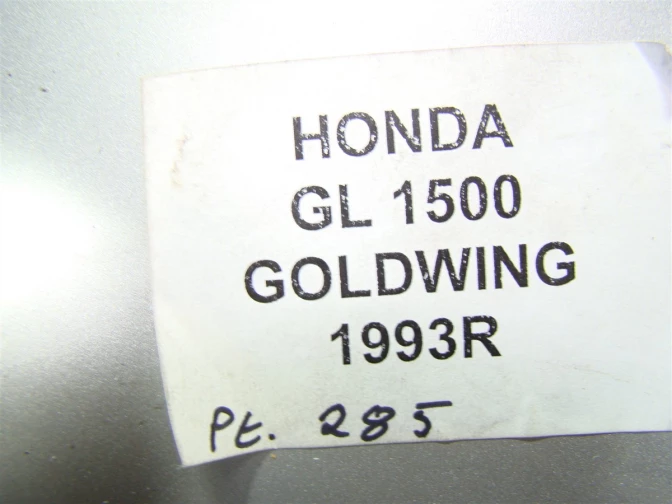 HONDA
GL 1500
GOLDWING
1993R
Pt. 285